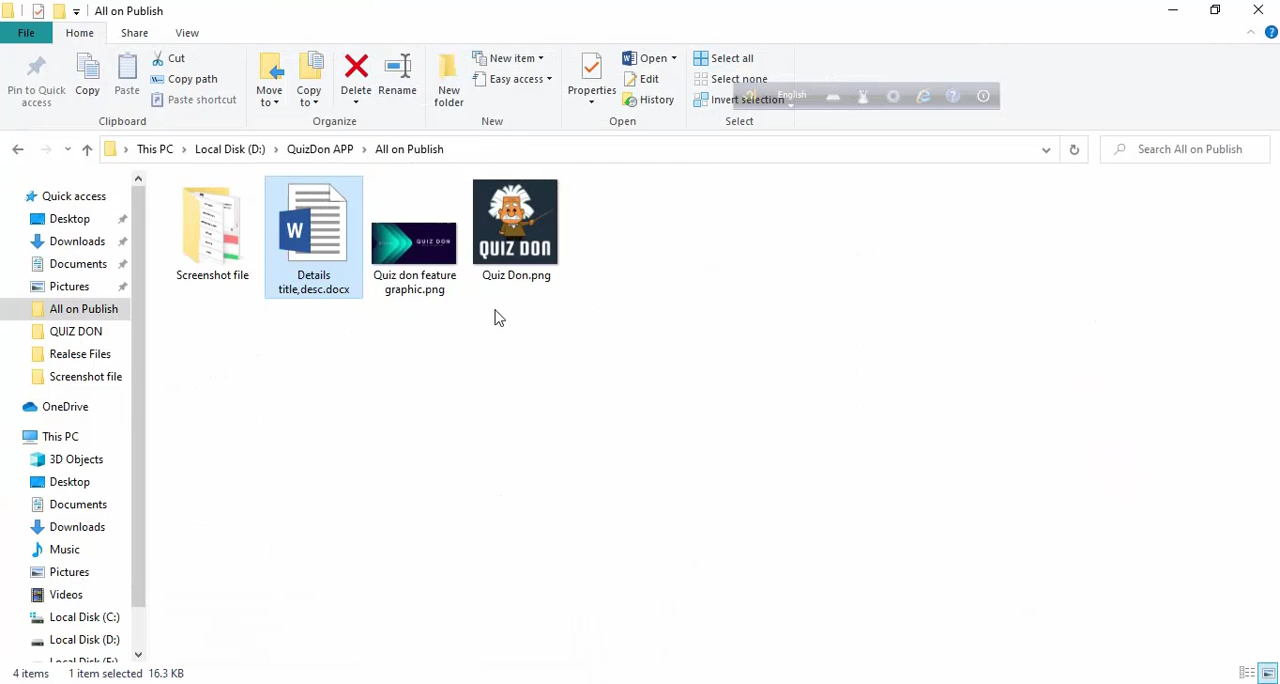 All on Publish
File
Home
Share
View
Pin to Quick access
Copy
Paste
Cut
Copy path
Paste shortcut
Clipboard
Move to
Copy to
Delete
Rename
Organize
New folder
New item
Easy access
New
Properties
Open
Edit
History
Open
Select all
Select none
Invert selection
Select
English
This PC > Local Disk (D:) > QuizDon APP > All on Publish
Search All on Publish
Quick access
Desktop
Downloads
Documents
Pictures
All on Publish
QUIZ DON
Realese Files
Screenshot file
OneDrive
This PC
3D Objects
Desktop
Documents
Downloads
Music
Pictures
Videos
Local Disk (C:)
Local Disk (D:)
W
QUIZ DON
QUIZ DON
Screenshot file
Details
title,desc.docx
Quiz don feature
graphic.png
Quiz Don.png
4 items
1 item selected 16.3 KB